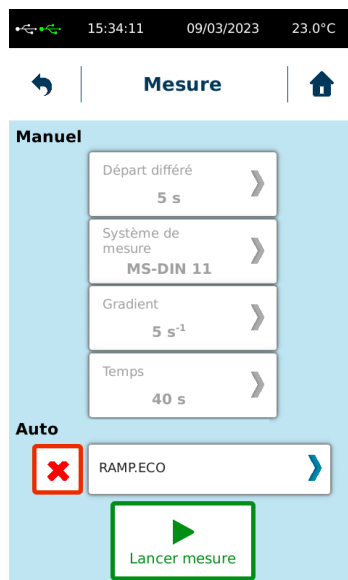 15:34:11 09/03/2023 23.0°C
Mesure
Manuel
Départ différé
5 s
Système de
mesure
MS-DIN 11
Gradient
5 s⁻¹
Temps
40 s
Auto
RAMP.ECO
Lancer mesure